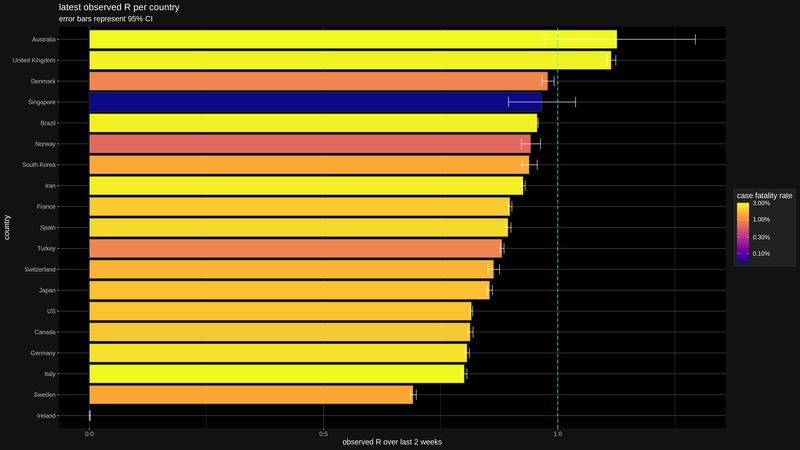 latest observed R per country
error bars represent 95% CI
Australia
United Kingdom
Denmark
Singapore
Brazil
Norway
South Korea
Iran
France
Spain
Turkey
Switzerland
Japan
US
Canada
Germany
Italy
Sweden
Ireland
country
0.0
0.5
1.0
observed R over last 2 weeks
case fatality rate
3.00%
1.00%
0.30%
0.10%